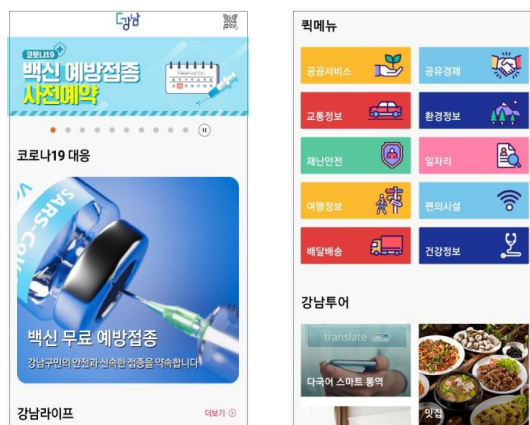 더강남
코로나19
백신 예방접종
사전예약
코로나19 대응
SARS-CoV
백신 무료 예방접종
강남구민의 안전과 신속한 접종을 약속합니다
강남라이프
더보기
퀵메뉴
공공서비스
공유경제
교통정보
환경정보
재난안전
일자리
여행정보
편의시설
배달배송
건강정보
강남투어
translate
다국어 스마트 통역
맛집